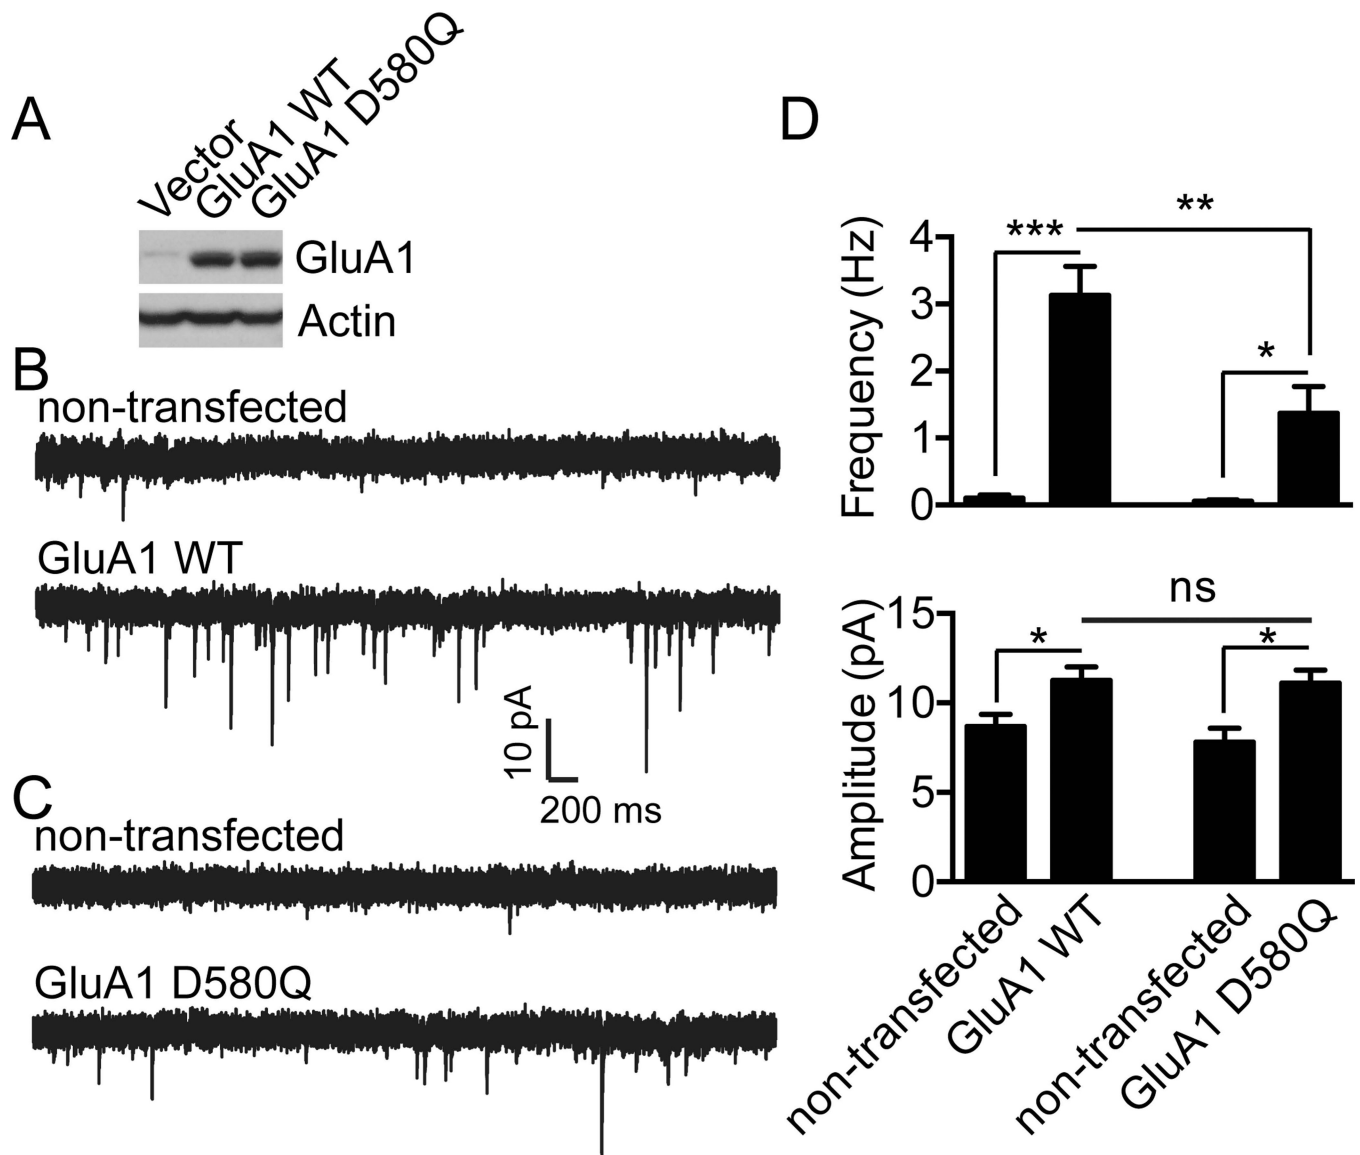 A
Vector
GluA1 WT
GluA1 D580Q
GluA1
Actin
B
non-transfected
GluA1 WT
10 pA
200 ms
C
non-transfected
GluA1 D580Q
D
Frequency (Hz)
4
3
2
1
0
***
**
*
Amplitude (pA)
15
10
5
0
*
ns
*
non-transfected
GluA1 WT
non-transfected
GluA1 D580Q